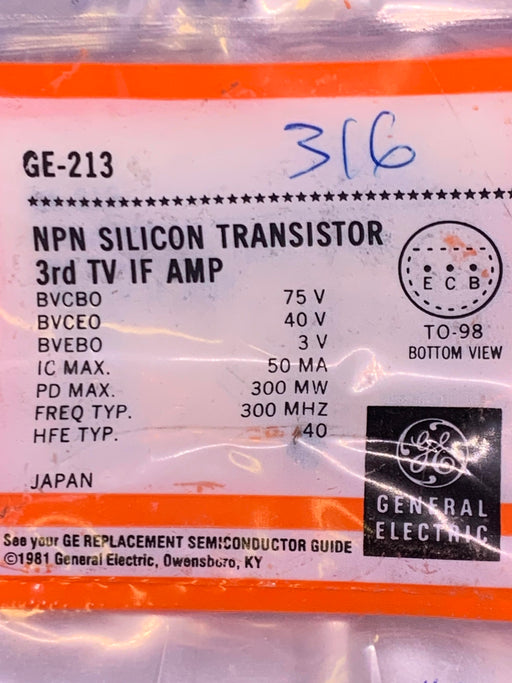 316
GE-213
****************************************
NPN SILICON TRANSISTOR
3rd TV IF AMP
BVCBO 75 V
BVCEO 40 V
BVEBO 3 V
IC MAX. 50 MA
PD MAX. 300 MW
FREQ TYP. 300 MHZ
HFE TYP. 40
E C B
TO-98
BOTTOM VIEW
JAPAN
GE
GENERAL
ELECTRIC
See your GE REPLACEMENT SEMICONDUCTOR GUIDE
©1981 General Electric, Owensboro, KY